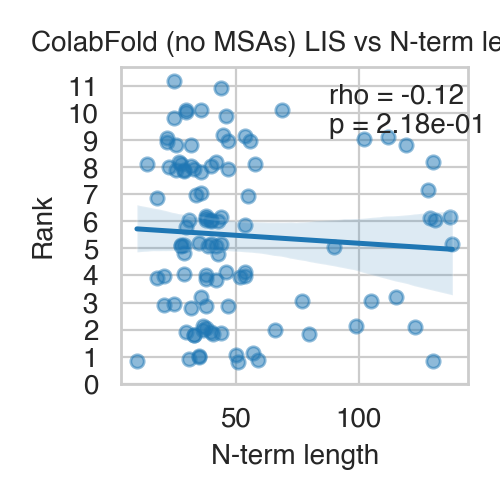 ColabFold (no MSAs) LIS vs N-term le
rho = -0.12
p = 2.18e-01
11
10
9
8
7
6
5
4
3
2
1
0
Rank
50 100
N-term length